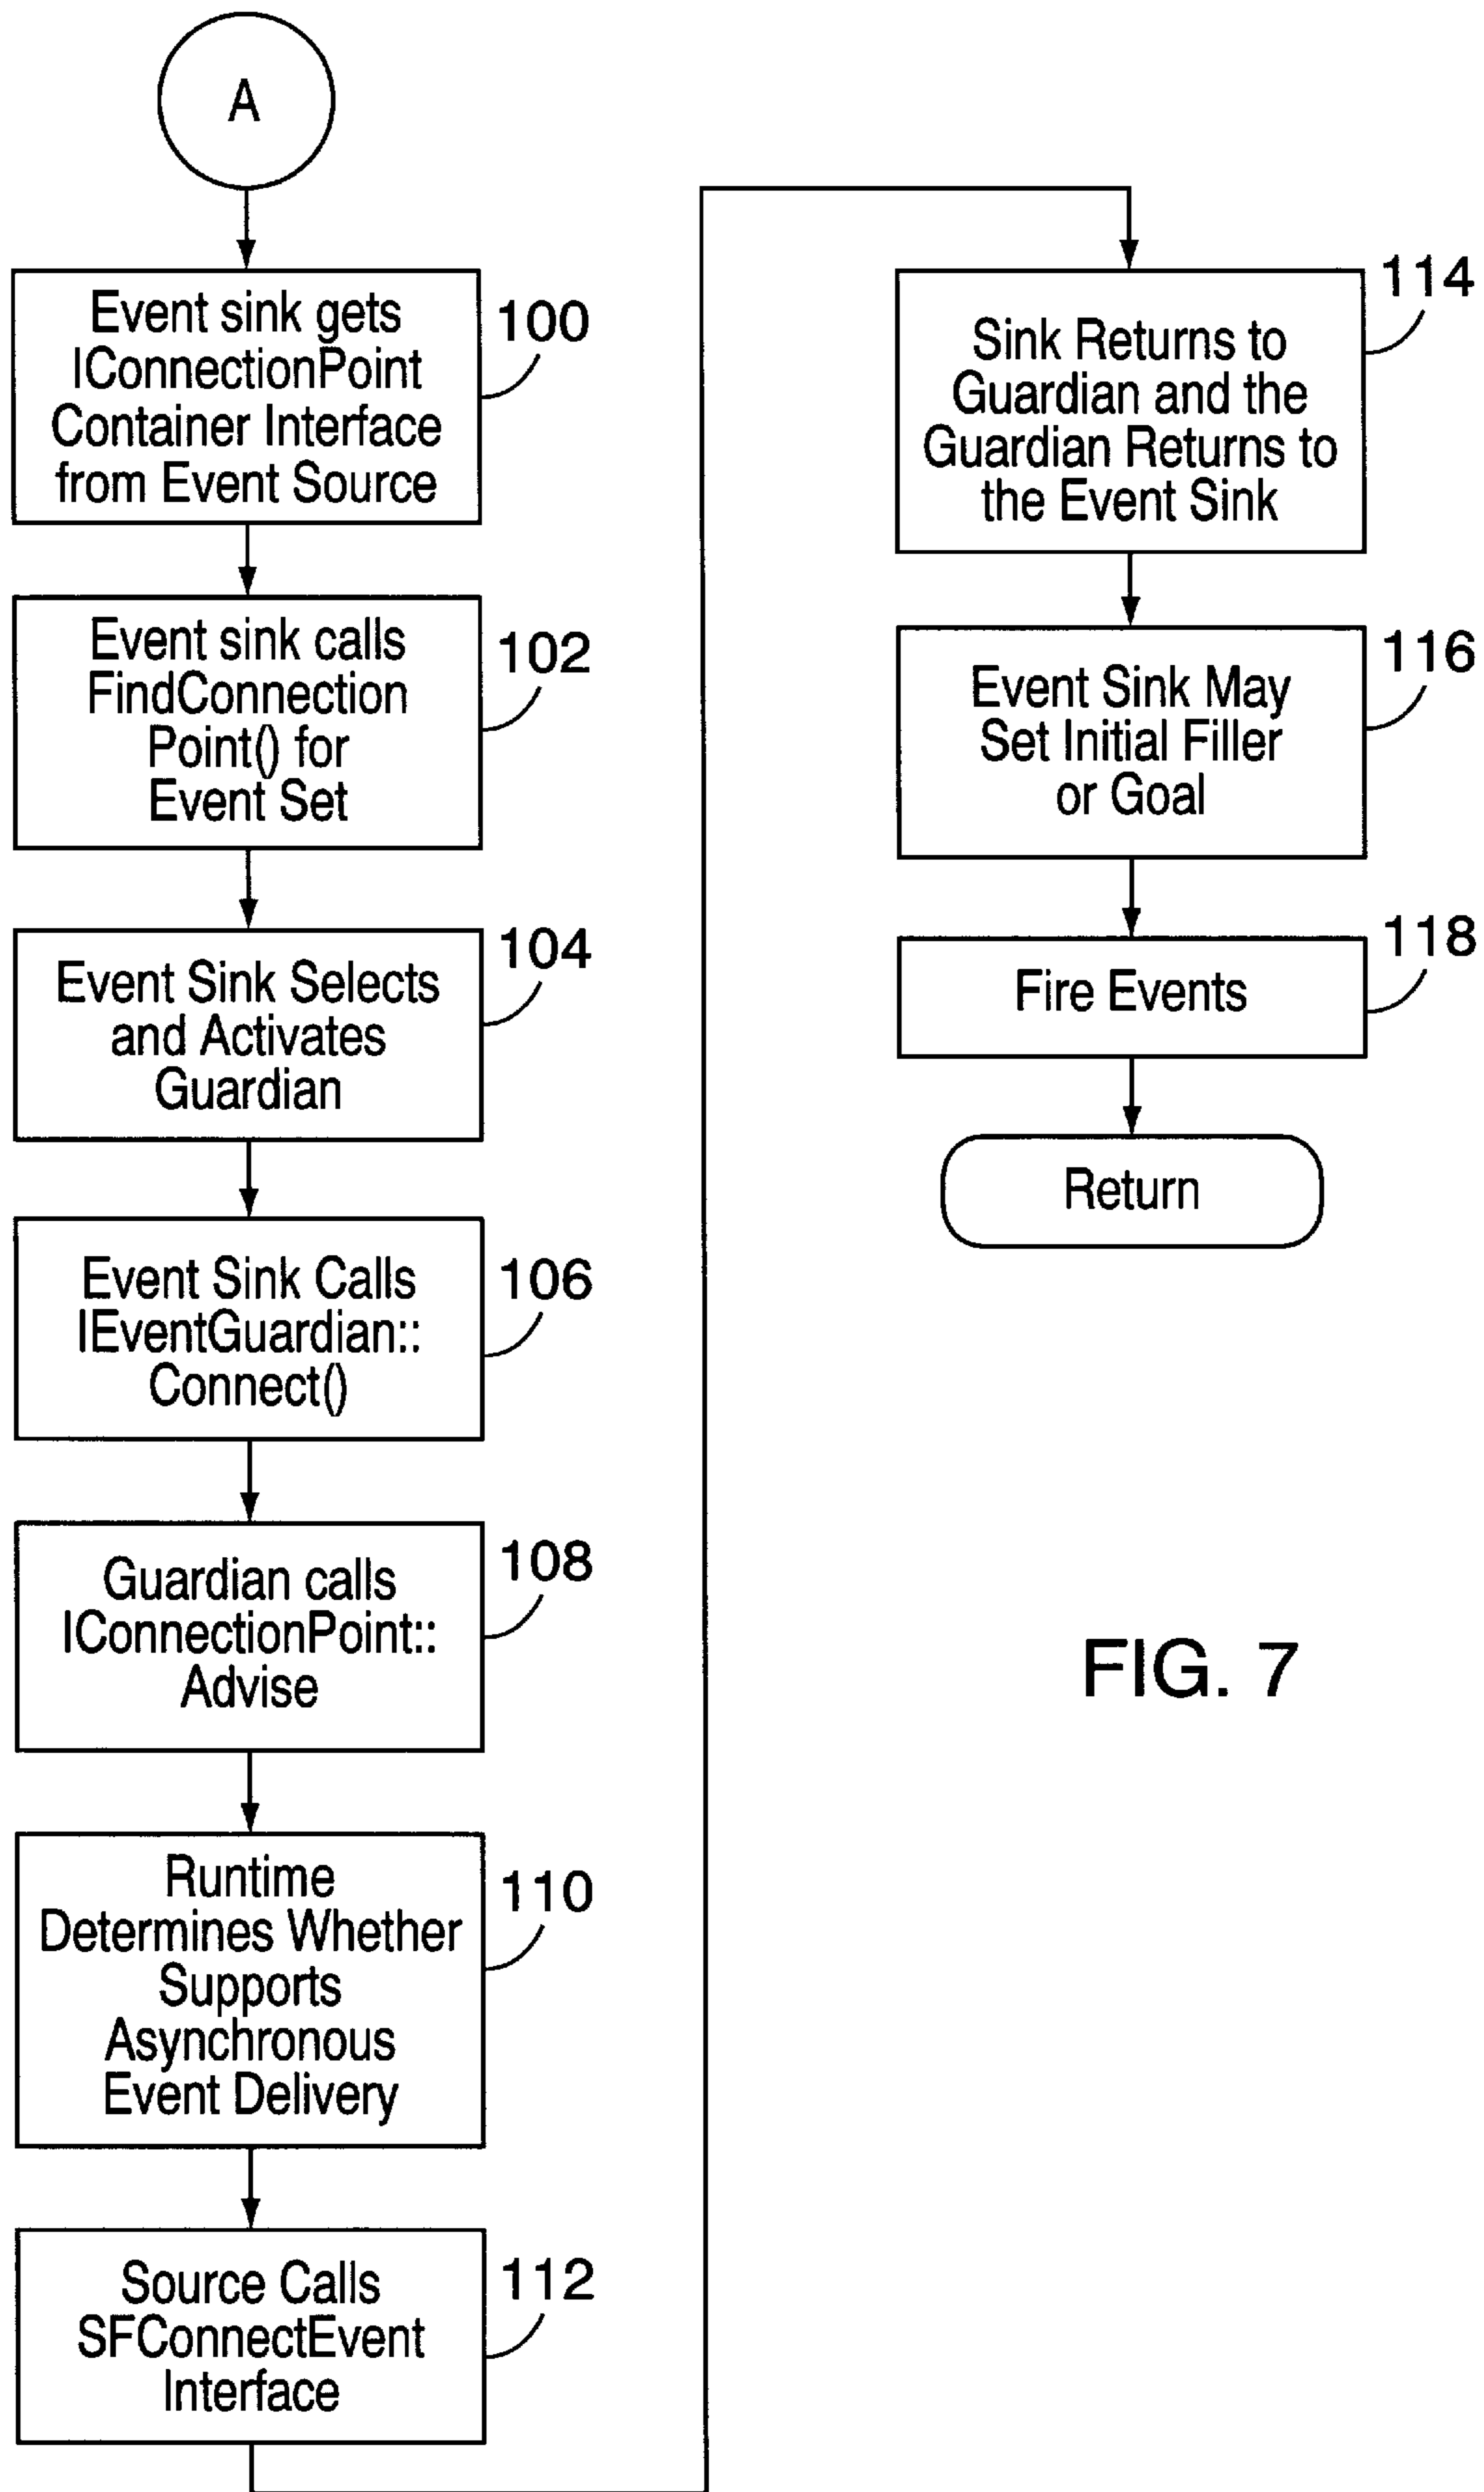 A
Event sink gets
IConnectionPoint
Container Interface
from Event Source
100
Event sink calls
FindConnection
Point() for
Event Set
102
Event Sink Selects
and Activates
Guardian
104
Event Sink Calls
IEventGuardian::
Connect()
106
Guardian calls
IConnectionPoint::
Advise
108
Runtime
Determines Whether
Supports
Asynchronous
Event Delivery
110
Source Calls
SFConnectEvent
Interface
112
Sink Returns to
Guardian and the
Guardian Returns to
the Event Sink
114
Event Sink May
Set Initial Filler
or Goal
116
Fire Events
118
Return
FIG. 7